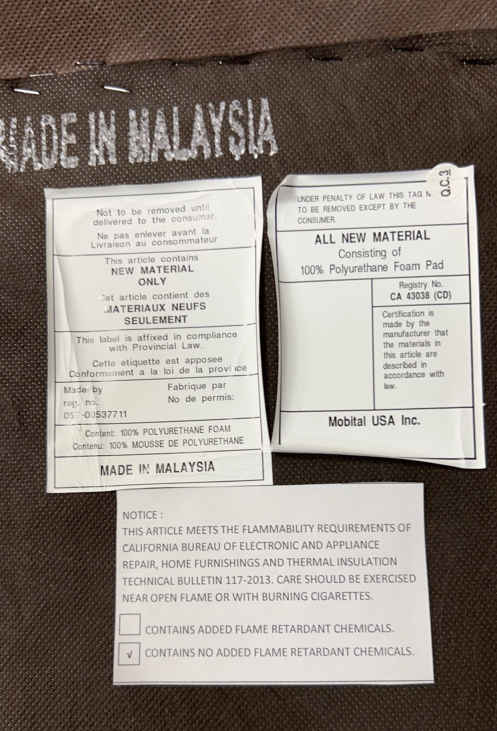 MADE IN MALAYSIA
Not to be removed until
delivered to the consumer.
Ne pas enlever avant la
Livraison au consommateur
This article contains
NEW MATERIAL
ONLY
Cet article contient des
MATERIAUX NEUFS
SEULEMENT
This label is affixed in compliance
with Provincial Law.
Cette etiquette est apposee
Conformement a la loi de la province
Made by
reg. no.
Fabrique par
No de permis:
Content: 100% POLYURETHANE FOAM
Contenu: 100% MOUSSE DE POLYURETHANE
MADE IN MALAYSIA
Q.C.3
UNDER PENALTY OF LAW THIS TAG
TO BE REMOVED EXCEPT BY THE
CONSUMER
ALL NEW MATERIAL
Consisting of
100% Polyurethane Foam Pad
Registry No.
CA 43038 (CD)
Certification is
made by the
manufacturer that
the materials in
this article are
described in
accordance with
law.
Mobital USA Inc.
NOTICE :
THIS ARTICLE MEETS THE FLAMMABILITY REQUIREMENTS OF
CALIFORNIA BUREAU OF ELECTRONIC AND APPLIANCE
REPAIR, HOME FURNISHINGS AND THERMAL INSULATION
TECHNICAL BULLETIN 117-2013. CARE SHOULD BE EXERCISED
NEAR OPEN FLAME OR WITH BURNING CIGARETTES.
CONTAINS ADDED FLAME RETARDANT CHEMICALS.
√ CONTAINS NO ADDED FLAME RETARDANT CHEMICALS.